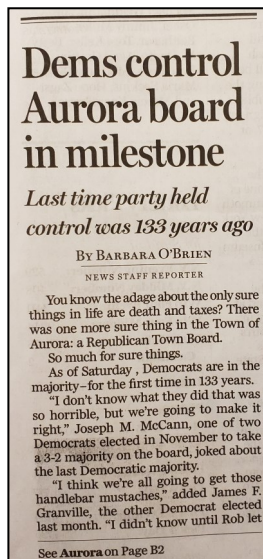 Dems control
Aurora board
in milestone
Last time party held
control was 133 years ago
By Barbara O'Brien
NEWS STAFF REPORTER
You know the adage about the only sure
things in life are death and taxes? There
was one more sure thing in the Town of
Aurora: a Republican Town Board.
So much for sure things.
As of Saturday , Democrats are in the
majority–for the first time in 133 years.
“I don’t know what they did that was
so horrible, but we’re going to make it
right,” Joseph M. McCann, one of two
Democrats elected in November to take
a 3-2 majority on the board, joked about
the last Democratic majority.
“I think we’re all going to get those
handlebar mustaches,” added James F.
Granville, the other Democrat elected
last month. “I didn’t know until Rob let
See Aurora on Page B2